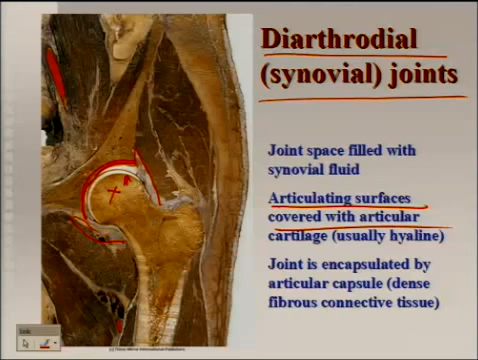 Diarthrodial
(synovial) joints
Joint space filled with
synovial fluid
Articulating surfaces
covered with articular
cartilage (usually hyaline)
Joint is encapsulated by
articular capsule (dense
fibrous connective tissue)